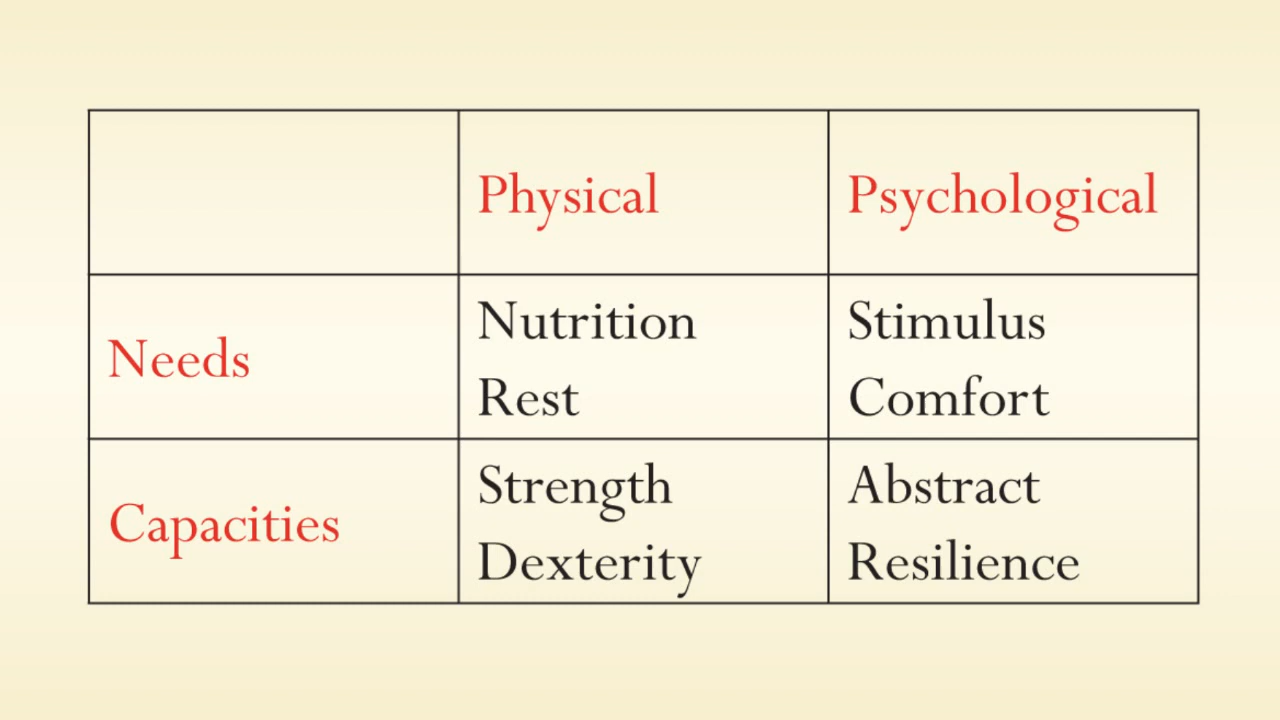 Physical
Psychological
Needs
Nutrition
Rest
Stimulus
Comfort
Capacities
Strength
Dexterity
Abstract
Resilience